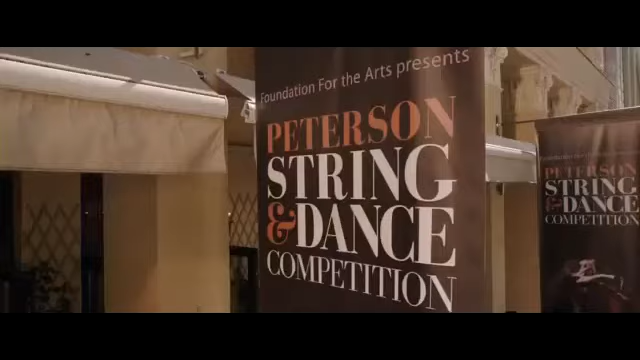 Foundation For the Arts presents
PETERSON
STRING
& DANCE
COMPETITION
PETERSON
STRING
& DANCE
COMPETITION